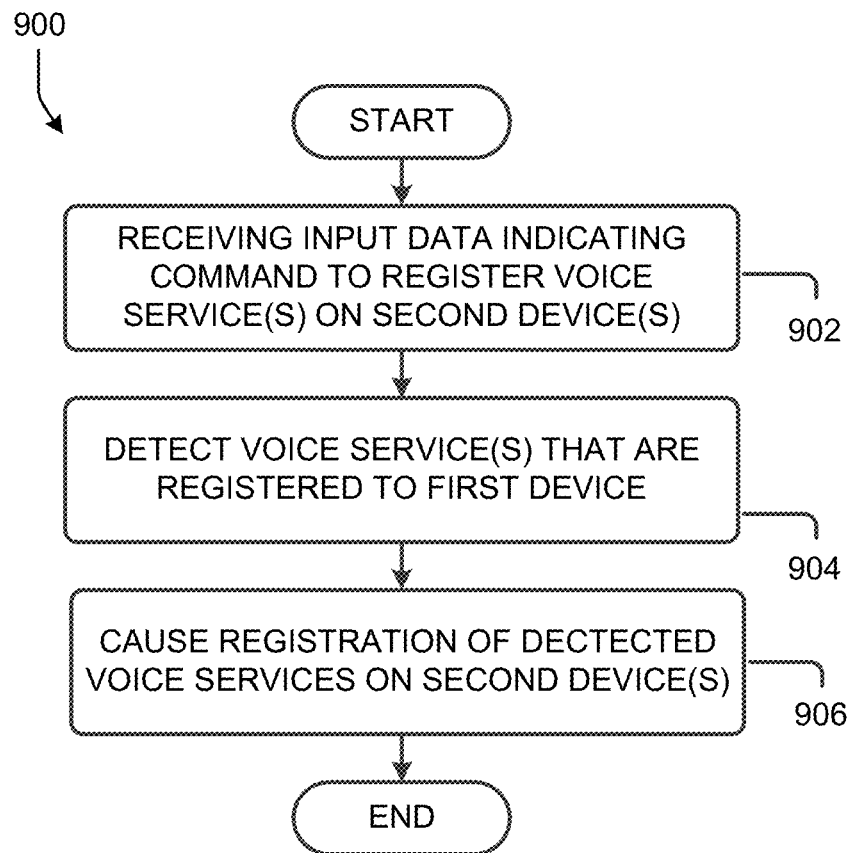 900
START
RECEIVING INPUT DATA INDICATING
COMMAND TO REGISTER VOICE
SERVICE(S) ON SECOND DEVICE(S)
902
DETECT VOICE SERVICE(S) THAT ARE
REGISTERED TO FIRST DEVICE
904
CAUSE REGISTRATION OF DECTECTED
VOICE SERVICES ON SECOND DEVICE(S)
906
END